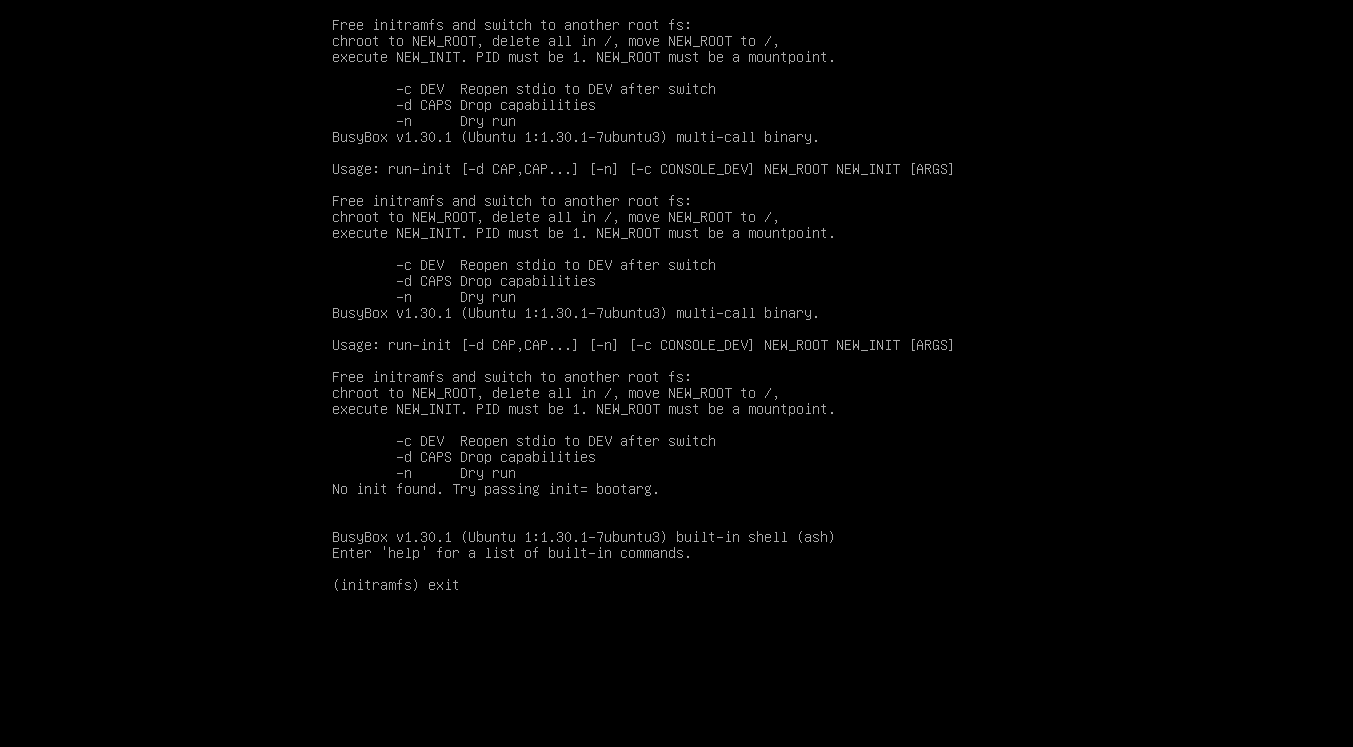 Free initramfs and switch to another root fs:
chroot to NEW_ROOT, delete all in /, move NEW_ROOT to /,
execute NEW_INIT. PID must be 1. NEW_ROOT must be a mountpoint.
-c DEV  Reopen stdio to DEV after switch
-d CAPS Drop capabilities
-n      Dry run
BusyBox v1.30.1 (Ubuntu 1:1.30.1-7ubuntu3) multi-call binary.
Usage: run-init [-d CAP,CAP...] [-n] [-c CONSOLE_DEV] NEW_ROOT NEW_INIT [ARGS]
Free initramfs and switch to another root fs:
chroot to NEW_ROOT, delete all in /, move NEW_ROOT to /,
execute NEW_INIT. PID must be 1. NEW_ROOT must be a mountpoint.
-c DEV  Reopen stdio to DEV after switch
-d CAPS Drop capabilities
-n      Dry run
BusyBox v1.30.1 (Ubuntu 1:1.30.1-7ubuntu3) multi-call binary.
Usage: run-init [-d CAP,CAP...] [-n] [-c CONSOLE_DEV] NEW_ROOT NEW_INIT [ARGS]
Free initramfs and switch to another root fs:
chroot to NEW_ROOT, delete all in /, move NEW_ROOT to /,
execute NEW_INIT. PID must be 1. NEW_ROOT must be a mountpoint.
-c DEV  Reopen stdio to DEV after switch
-d CAPS Drop capabilities
-n      Dry run
No init found. Try passing init= bootarg.
BusyBox v1.30.1 (Ubuntu 1:1.30.1-7ubuntu3) built-in shell (ash)
Enter 'help' for a list of built-in commands.
(initramfs) exit